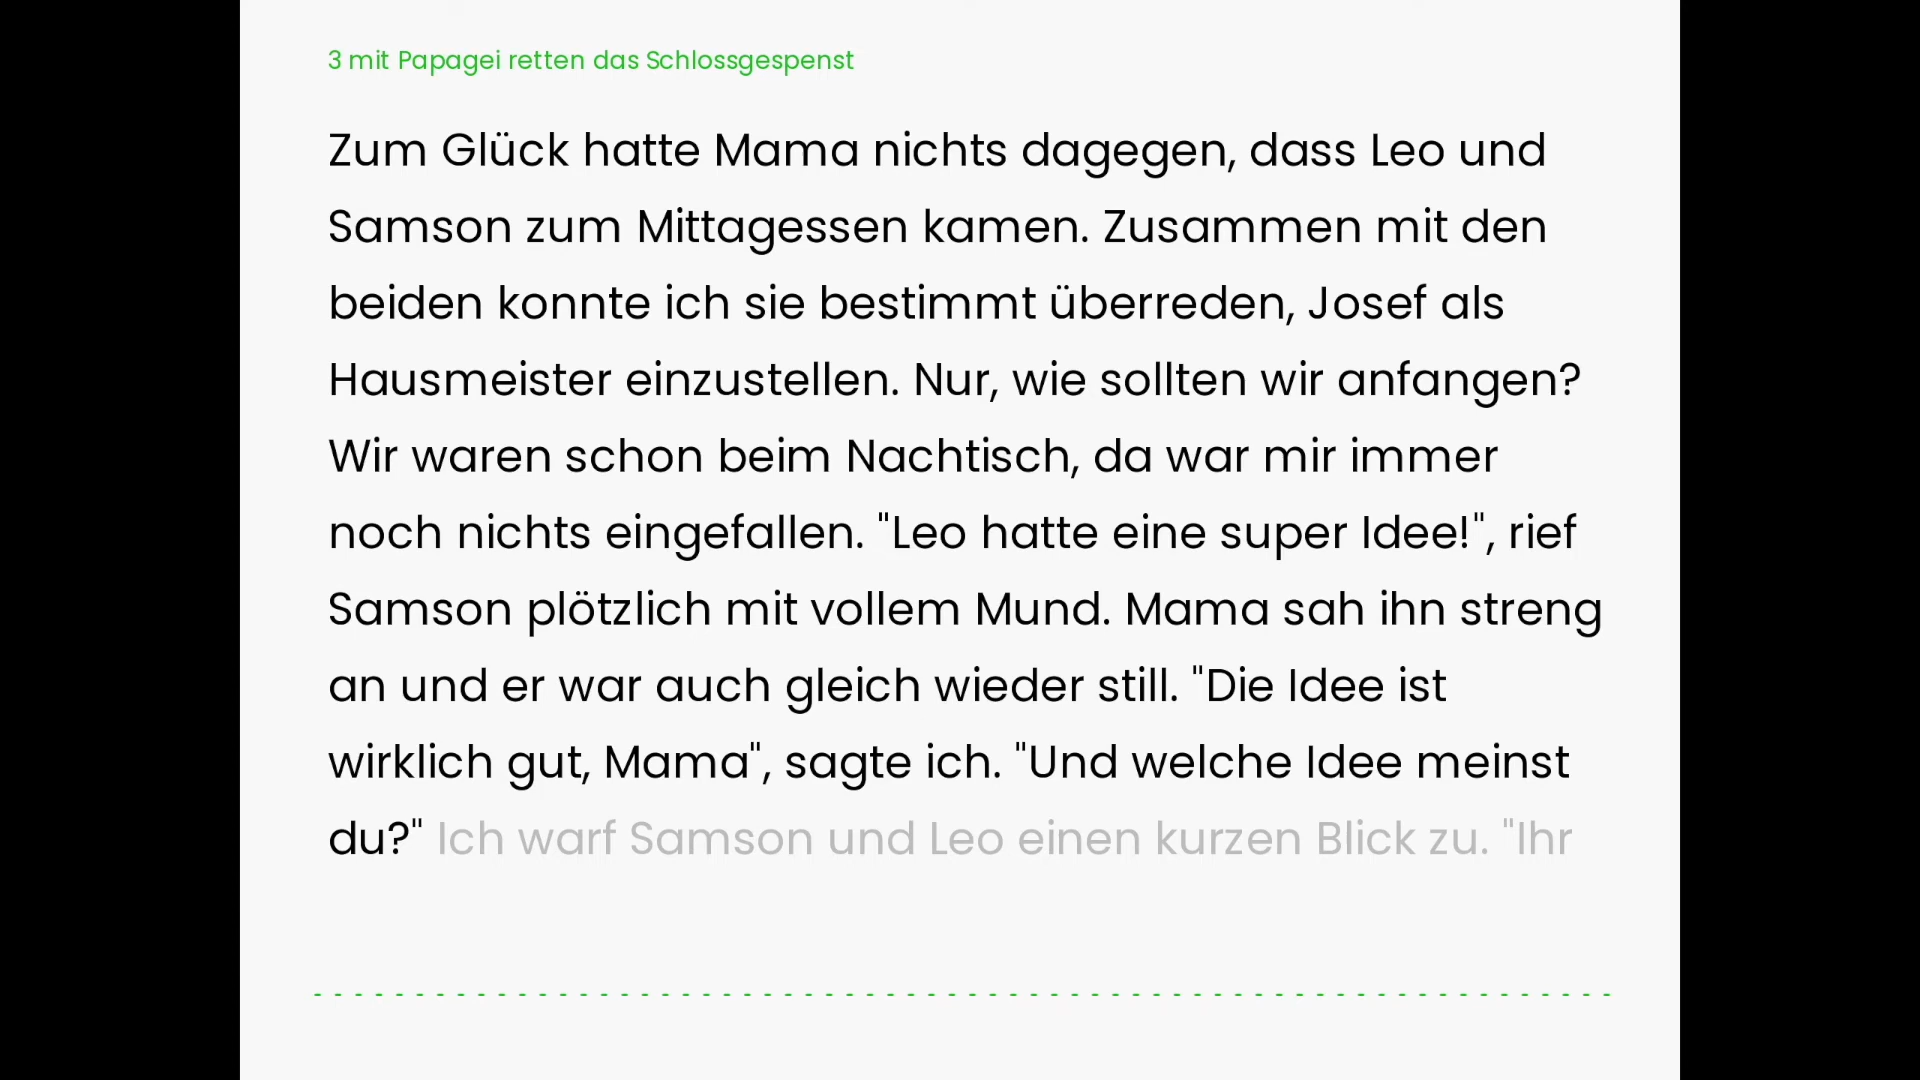 3 mit Papagei retten das Schlossgespenst
Zum Glück hatte Mama nichts dagegen, dass Leo und
Samson zum Mittagessen kamen. Zusammen mit den
beiden konnte ich sie bestimmt überreden, Josef als
Hausmeister einzustellen. Nur, wie sollten wir anfangen?
Wir waren schon beim Nachtisch, da war mir immer
noch nichts eingefallen. "Leo hatte eine super Idee!", rief
Samson plötzlich mit vollem Mund. Mama sah ihn streng
an und er war auch gleich wieder still. "Die Idee ist
wirklich gut, Mama", sagte ich. "Und welche Idee meinst
du?" Ich warf Samson und Leo einen kurzen Blick zu. "Ihr